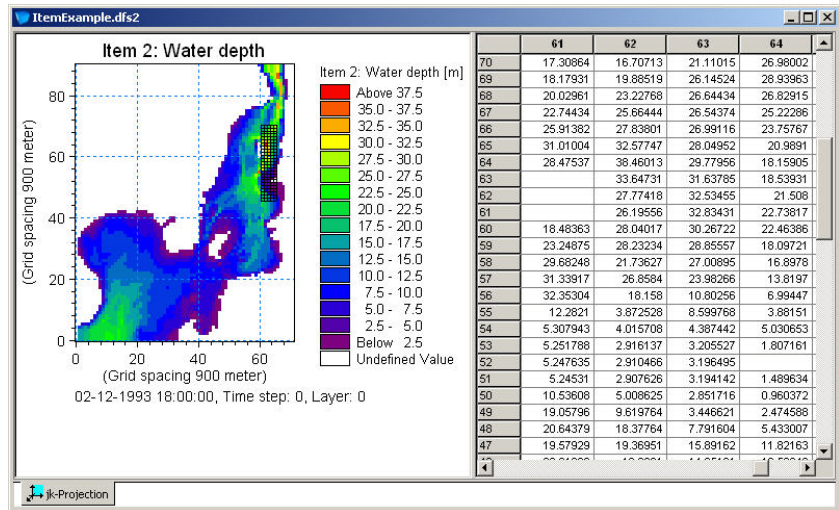 ItemExample.dfs2
Item 2: Water depth
(Grid spacing 900 meter)
80
60
40
20
0
0 20 40 60
(Grid spacing 900 meter)
02-12-1993 18:00:00, Time step: 0, Layer: 0
Item 2: Water depth [m]
Above 37.5
35.0 - 37.5
32.5 - 35.0
30.0 - 32.5
27.5 - 30.0
25.0 - 27.5
22.5 - 25.0
20.0 - 22.5
17.5 - 20.0
15.0 - 17.5
12.5 - 15.0
10.0 - 12.5
7.5 - 10.0
5.0 - 7.5
2.5 - 5.0
Below 2.5
Undefined Value
61 62 63 64
70 17.30864 16.70713 21.11015 26.98002
69 18.17931 19.88519 26.14524 28.93963
68 20.02961 23.22768 26.64434 26.82915
67 22.74434 25.66444 26.54374 25.22286
66 25.91382 27.83801 26.99116 23.75767
65 31.01004 32.57747 28.04952 20.9891
64 28.47537 38.46013 29.77956 18.15905
63 33.64731 31.63785 18.53931
62 27.77418 32.53455 21.508
61 26.19556 32.83431 22.73817
60 18.48363 28.04017 30.26722 22.46386
59 23.24875 28.23234 28.85557 18.09721
58 29.68248 21.73627 27.00895 16.8978
57 31.33917 26.8584 23.98266 13.8197
56 32.35304 18.158 10.80256 6.99447
55 12.2821 3.872528 8.599768 3.88151
54 5.307943 4.015708 4.387442 5.030653
53 5.251788 2.916137 3.205527 1.807161
52 5.247635 2.910466 3.196495
51 5.24531 2.907626 3.194142 1.489634
50 10.53608 5.008625 2.851716 0.960372
49 19.05796 9.619764 3.446621 2.474588
48 20.64379 18.37764 7.791604 5.433007
47 19.57929 19.36951 15.89162 11.82163
jk-Projection